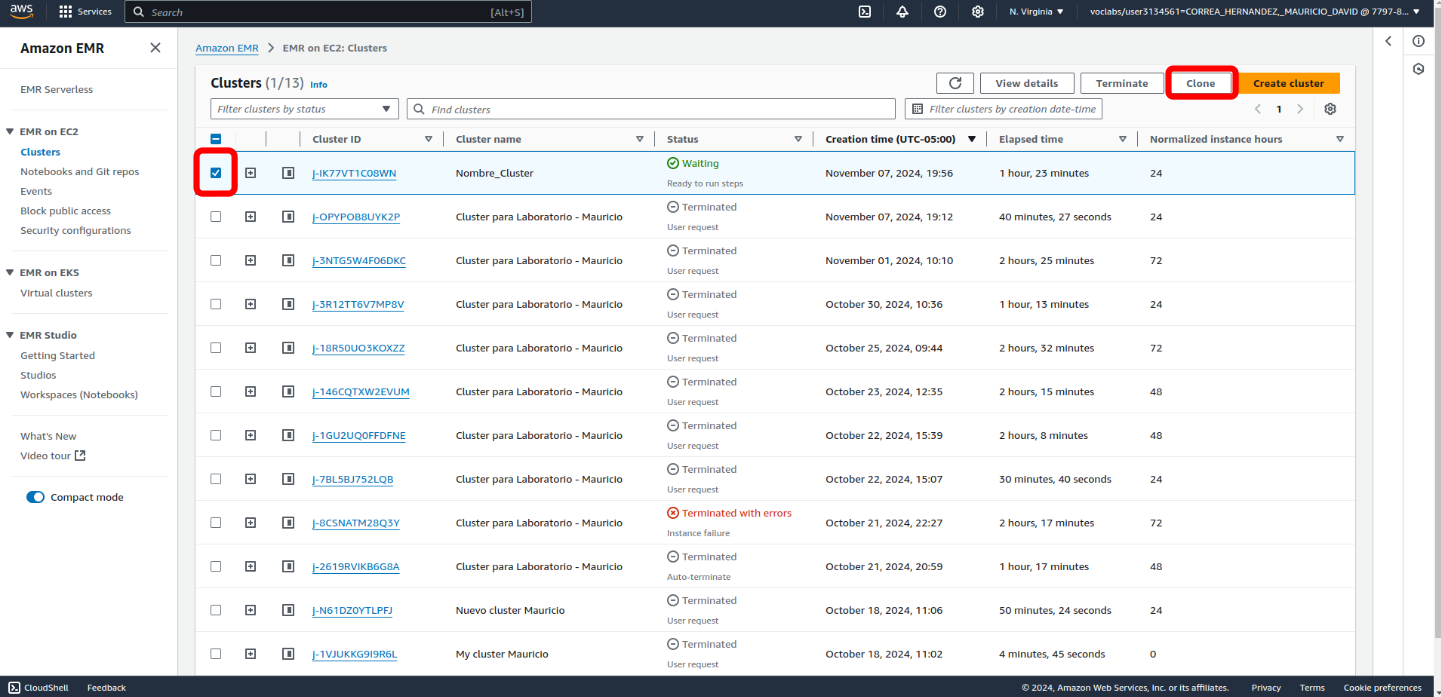 aws
Services
Search [Alt+S]
N. Virginia
voclabs/user3134561=CORREA_HERNANDEZ,_MAURICIO_DAVID @ 7797-8...
Amazon EMR
EMR Serverless
EMR on EC2
Clusters
Notebooks and Git repos
Events
Block public access
Security configurations
EMR on EKS
Virtual clusters
EMR Studio
Getting Started
Studios
Workspaces (Notebooks)
What's New
Video tour
Compact mode
Amazon EMR > EMR on EC2: Clusters
Clusters (1/13) Info
View details
Terminate
Clone
Create cluster
Filter clusters by status
Find clusters
Filter clusters by creation date-time
1
Cluster ID Cluster name Status Creation time (UTC-05:00) Elapsed time Normalized instance hours
J-IK77VT1C08WN Nombre_Cluster Waiting November 07, 2024, 19:56 1 hour, 23 minutes 24
Ready to run steps
J-OPYPOB8UYK2P Cluster para Laboratorio - Mauricio Terminated November 07, 2024, 19:12 40 minutes, 27 seconds 24
User request
J-3NTG5W4F06DKC Cluster para Laboratorio - Mauricio Terminated November 01, 2024, 10:10 2 hours, 25 minutes 72
User request
J-3R12TT6V7MP8V Cluster para Laboratorio - Mauricio Terminated October 30, 2024, 10:36 1 hour, 13 minutes 24
User request
J-18R50UO3KOXZZ Cluster para Laboratorio - Mauricio Terminated October 25, 2024, 09:44 2 hours, 32 minutes 72
User request
J-146CQTXW2EVUM Cluster para Laboratorio - Mauricio Terminated October 23, 2024, 12:35 2 hours, 15 minutes 48
User request
J-1GU2UQ0FFDFNE Cluster para Laboratorio - Mauricio Terminated October 22, 2024, 15:39 2 hours, 8 minutes 48
User request
J-7BL5BJ752LQB Cluster para Laboratorio - Mauricio Terminated October 22, 2024, 15:07 30 minutes, 40 seconds 24
User request
J-8CSNATM28Q3Y Cluster para Laboratorio - Mauricio Terminated with errors October 21, 2024, 22:27 2 hours, 17 minutes 72
Instance failure
J-2619RVIKB6G8A Cluster para Laboratorio - Mauricio Terminated October 21, 2024, 20:59 1 hour, 17 minutes 48
Auto-terminate
J-N61DZ0YTLPFJ Nuevo cluster Mauricio Terminated October 18, 2024, 11:06 50 minutes, 24 seconds 24
User request
J-1VJUKKG9I9R6L My cluster Mauricio Terminated October 18, 2024, 11:02 4 minutes, 45 seconds 0
User request
CloudShell Feedback © 2024, Amazon Web Services, Inc. or its affiliates. Privacy Terms Cookie preferences